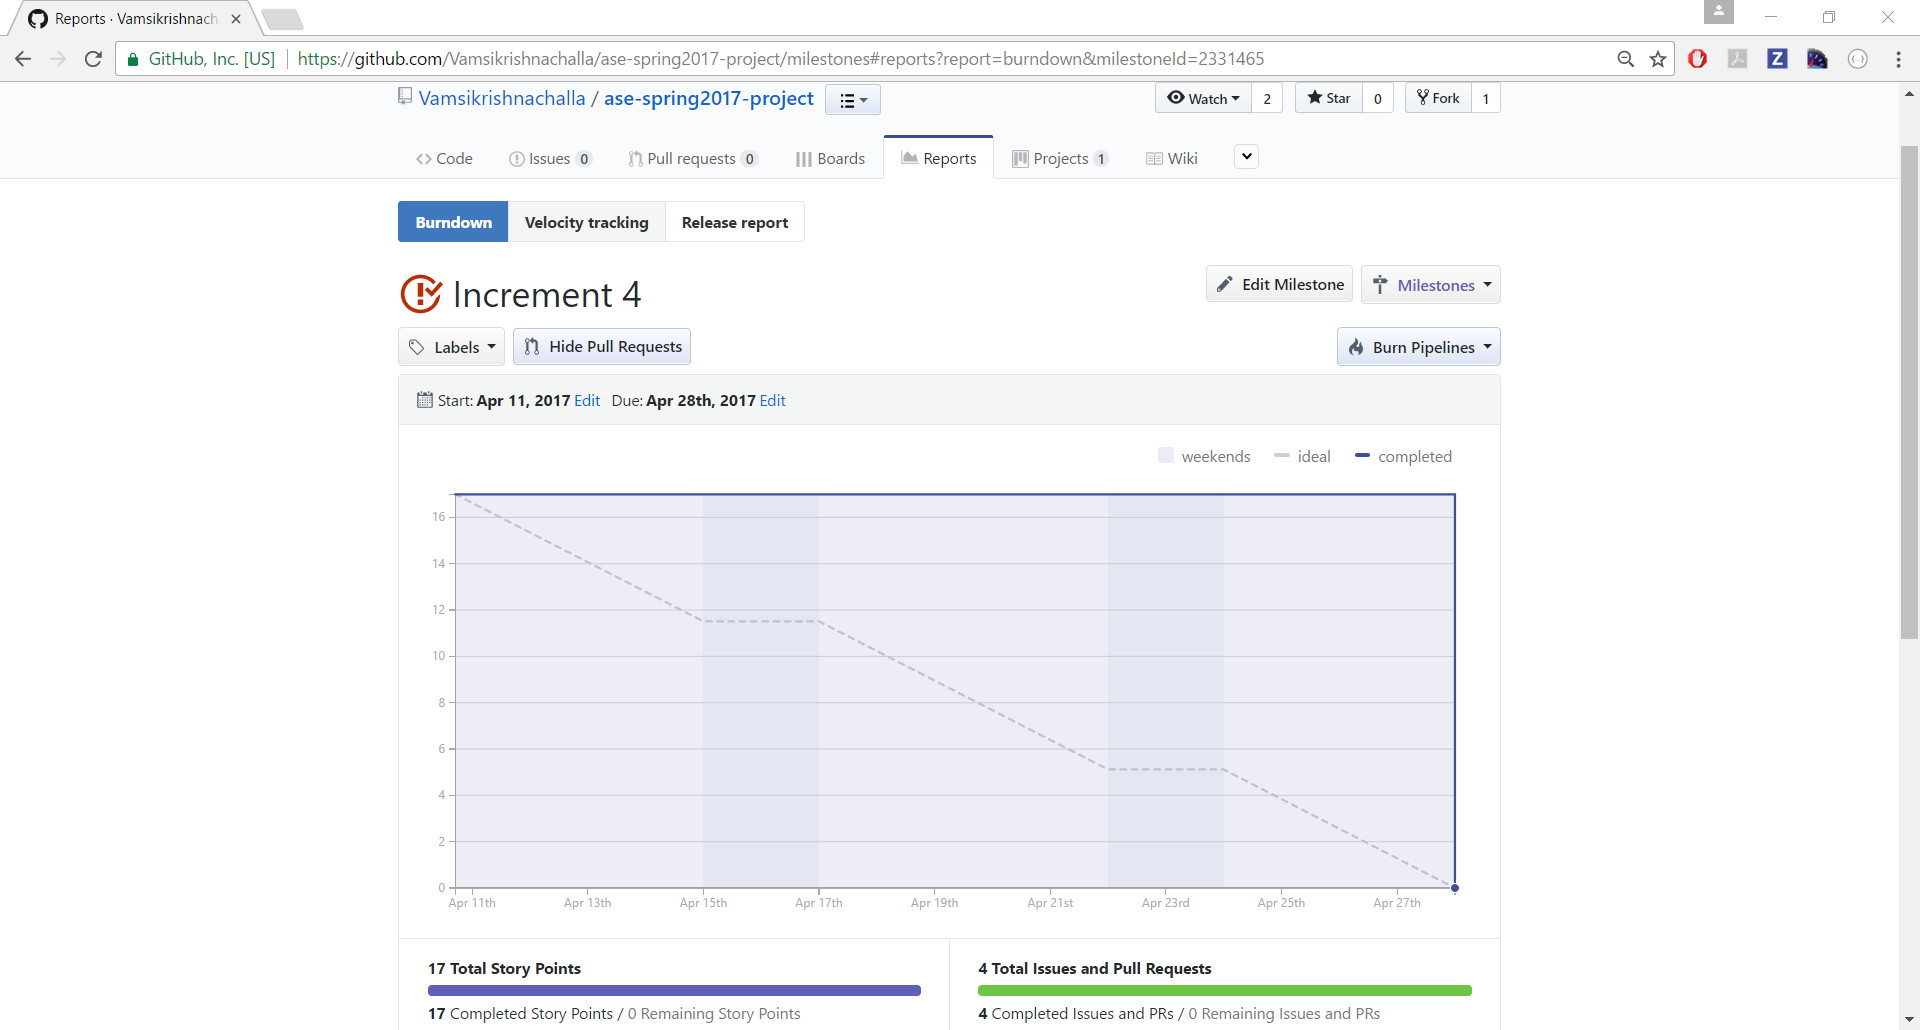 Reports · Vamsikrishnach
GitHub, Inc. [US] https://github.com/Vamsikrishnachalla/ase-spring2017-project/milestones#reports?report=burndown&milestoneId=2331465
Vamsikrishnachalla / ase-spring2017-project
Watch 2 Star 0 Fork 1
Code Issues 0 Pull requests 0 Boards Reports Projects 1 Wiki
Burndown Velocity tracking Release report
Increment 4
Edit Milestone Milestones
Labels Hide Pull Requests Burn Pipelines
Start: Apr 11, 2017 Edit Due: Apr 28th, 2017 Edit
weekends ideal completed
16
14
12
10
8
6
4
2
0
Apr 11th Apr 13th Apr 15th Apr 17th Apr 19th Apr 21st Apr 23rd Apr 25th Apr 27th
17 Total Story Points
17 Completed Story Points / 0 Remaining Story Points
4 Total Issues and Pull Requests
4 Completed Issues and PRs / 0 Remaining Issues and PRs